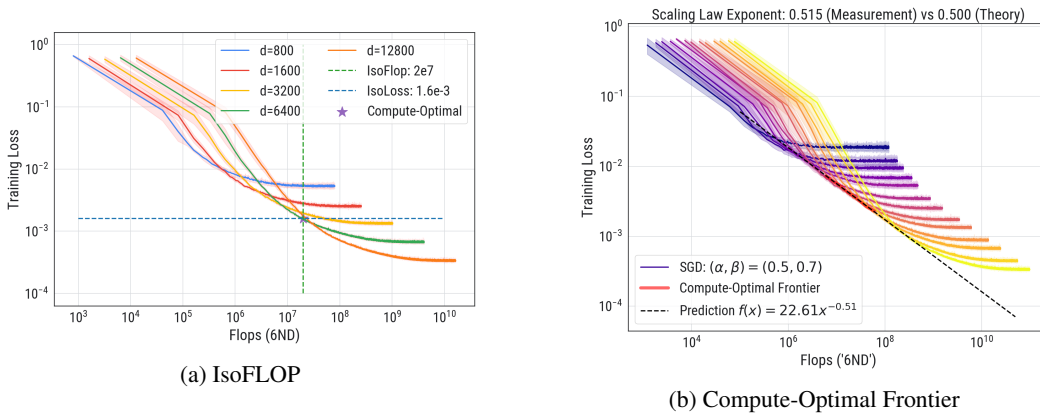 10⁰
10⁻¹
10⁻²
10⁻³
10⁻⁴
Training Loss
d=800
d=1600
d=3200
d=6400
d=12800
IsoFlop: 2e7
IsoLoss: 1.6e-3
Compute-Optimal
10³ 10⁴ 10⁵ 10⁶ 10⁷ 10⁸ 10⁹ 10¹⁰
Flops (6ND)
(a) IsoFLOP
Scaling Law Exponent: 0.515 (Measurement) vs 0.500 (Theory)
10⁰
10⁻¹
10⁻²
10⁻³
10⁻⁴
Training Loss
SGD: (α, β) = (0.5, 0.7)
Compute-Optimal Frontier
Prediction f(x) = 22.61x⁻⁰·⁵¹
10⁴ 10⁶ 10⁸ 10¹⁰
Flops ('6ND')
(b) Compute-Optimal Frontier